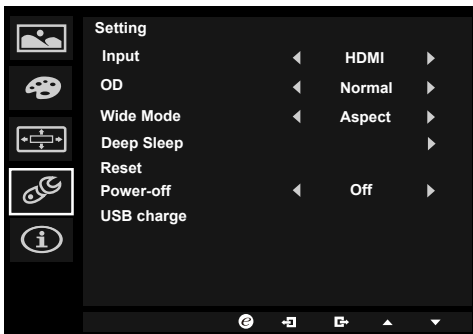 Setting
Input HDMI
OD Normal
Wide Mode Aspect
Deep Sleep
Reset
Power-off Off
USB charge